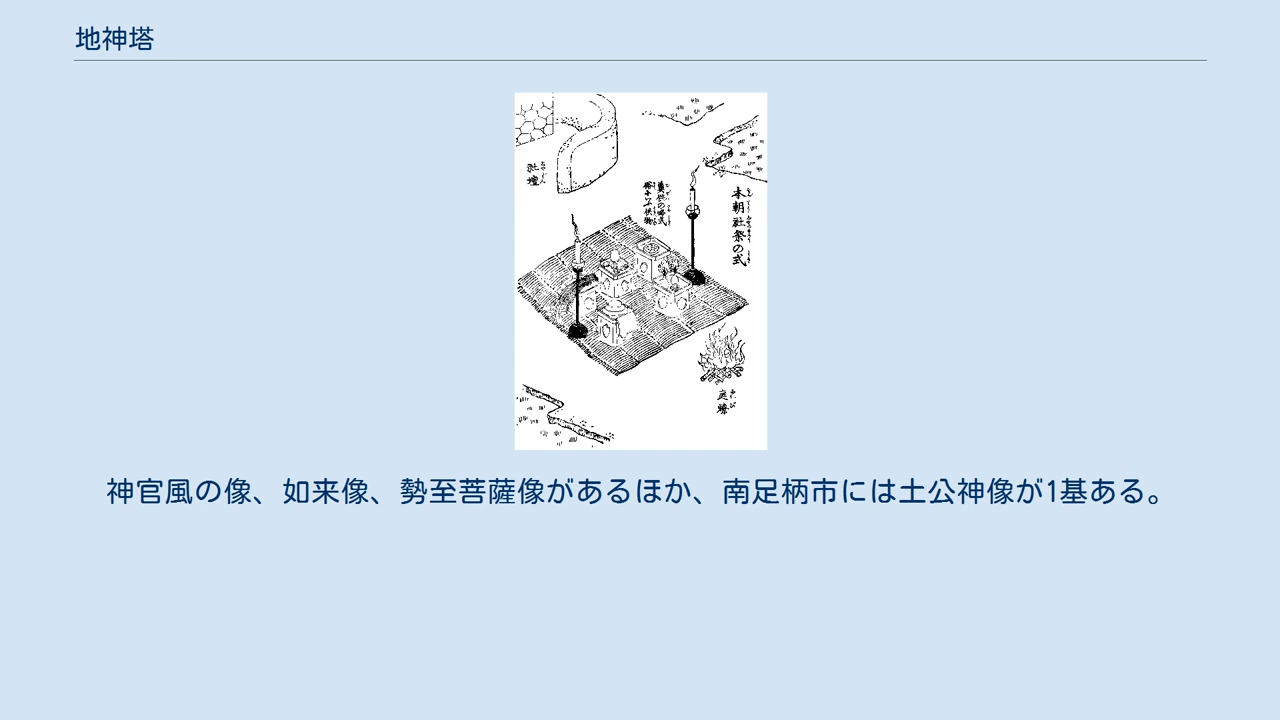 地神塔
本朝社祭の式
社壇
庭燎
神官風の像、如来像、勢至菩薩像があるほか、南足柄市には土公神像が1基ある。